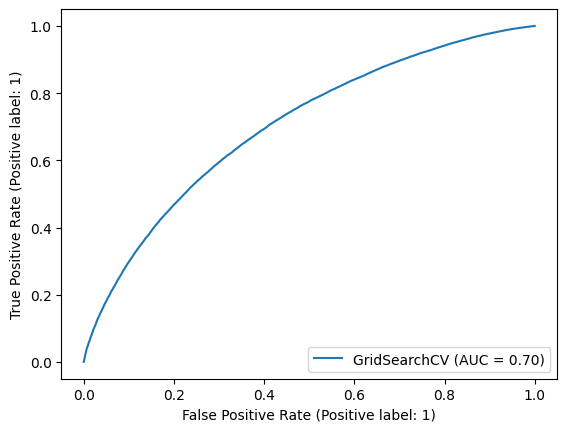 1.0
0.8
0.6
0.4
0.2
0.0
True Positive Rate (Positive label: 1)
GridSearchCV (AUC = 0.70)
0.0 0.2 0.4 0.6 0.8 1.0
False Positive Rate (Positive label: 1)